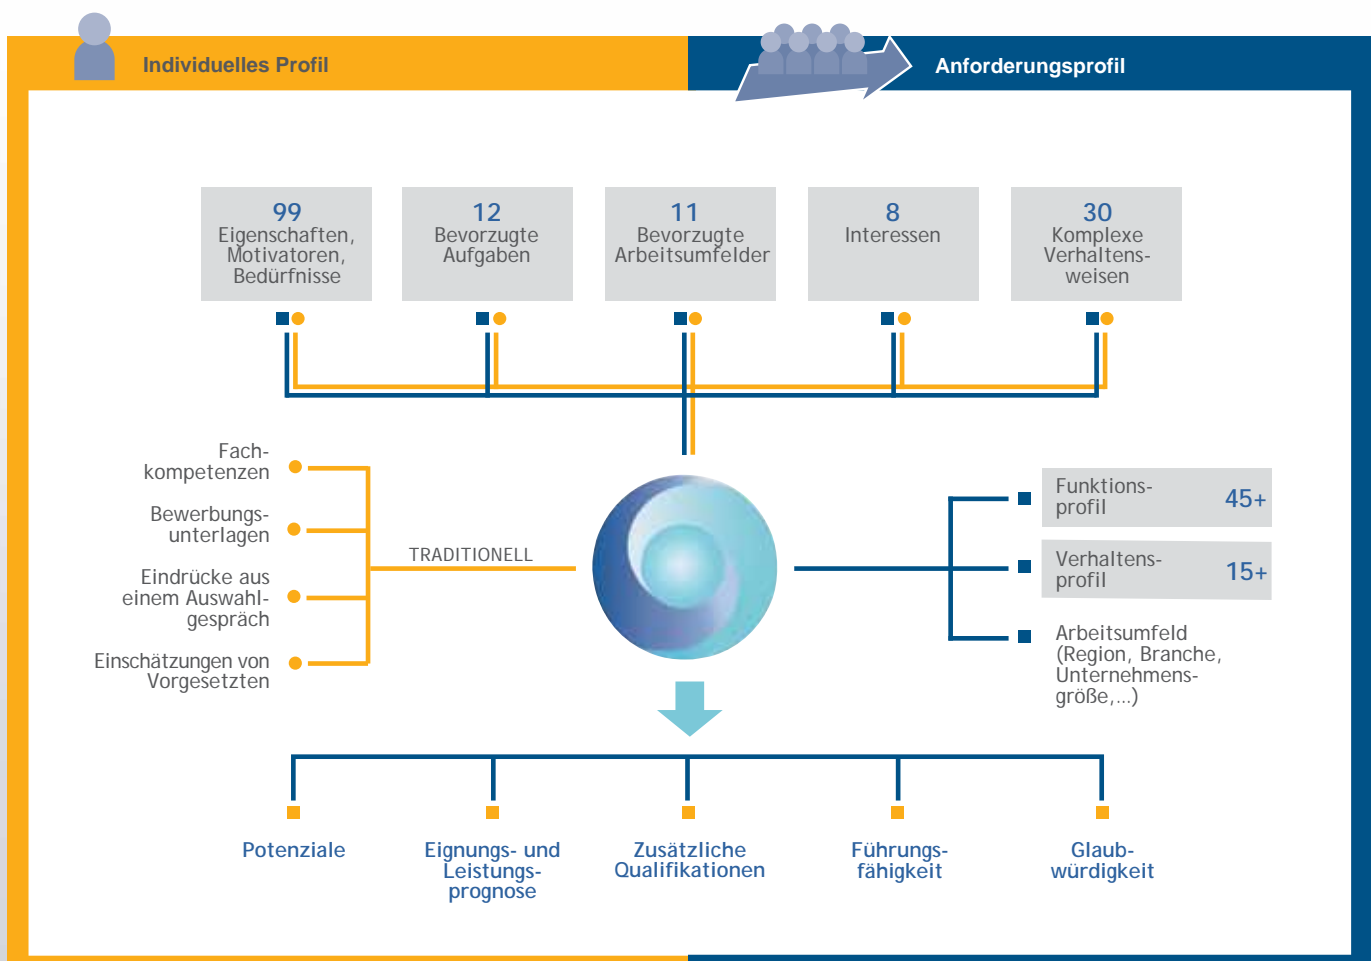 Individuelles Profil
Anforderungsprofil
99
Eigenschaften,
Motivatoren,
Bedürfnisse
12
Bevorzugte
Aufgaben
11
Bevorzugte
Arbeitsumfelder
8
Interessen
30
Komplexe
Verhaltens-
weisen
Fach-
kompetenzen
Bewerbungs-
unterlagen
Eindrücke aus
einem Auswahl-
gespräch
Einschätzungen von
Vorgesetzten
TRADITIONELL
Funktions-
profil
45+
Verhaltens-
profil
15+
Arbeitsumfeld
(Region, Branche,
Unternehmens-
größe,...)
Potenziale
Eignungs- und
Leistungs-
prognose
Zusätzliche
Qualifikationen
Führungs-
fähigkeit
Glaub-
würdigkeit